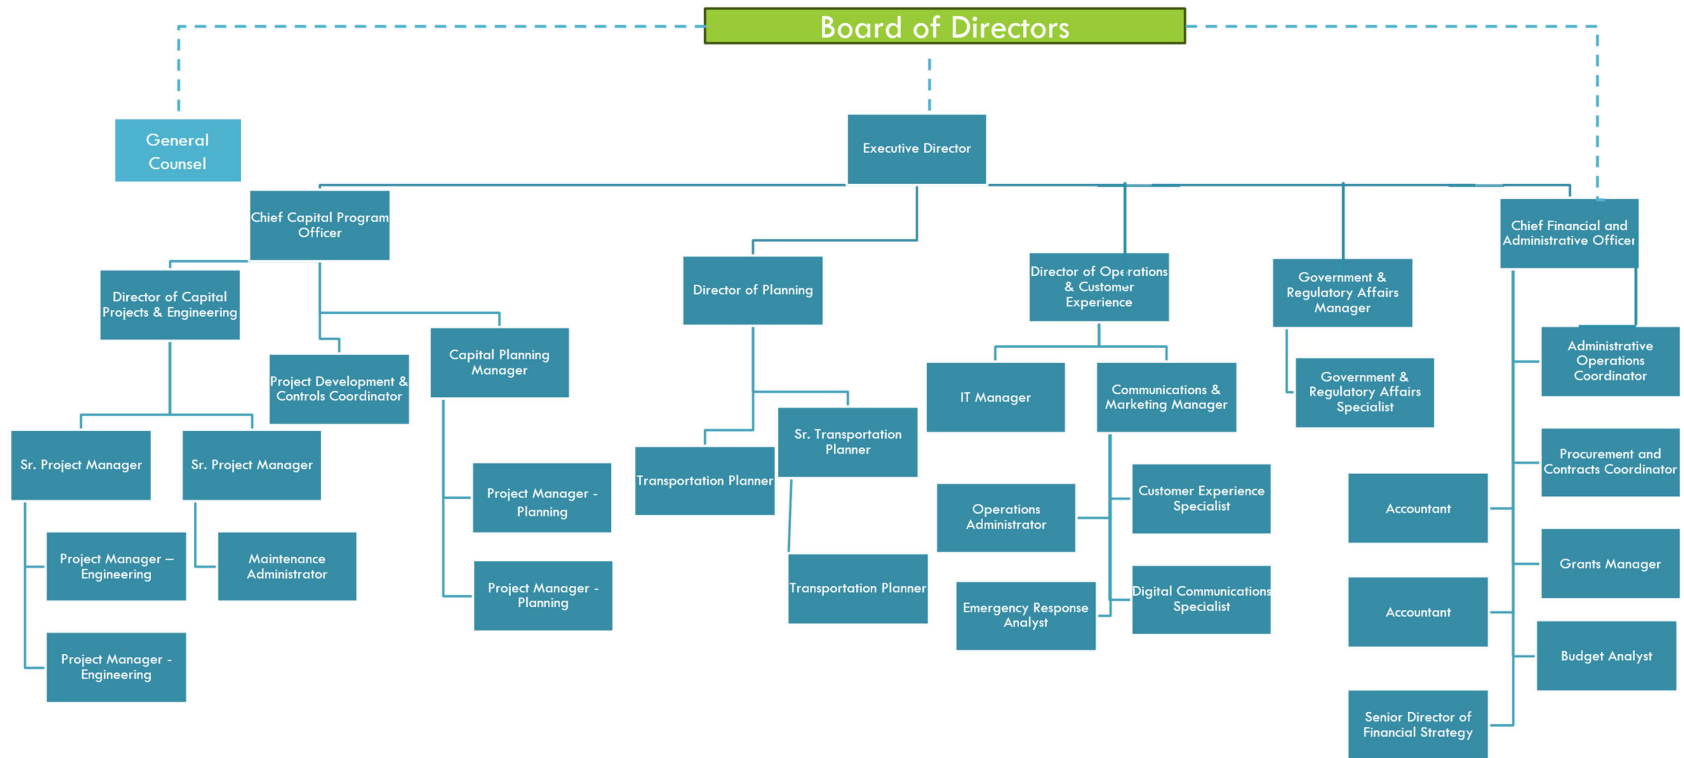 Board of Directors
General
Counsel
Executive Director
Chief Capital Program
Officer
Chief Financial and
Administrative Officer
Director of Capital
Projects & Engineering
Director of Planning
Director of Operations
& Customer
Experience
Government &
Regulatory Affairs
Manager
Project Development &
Controls Coordinator
Capital Planning
Manager
IT Manager
Communications &
Marketing Manager
Government &
Regulatory Affairs
Specialist
Administrative
Operations
Coordinator
Sr. Project Manager
Sr. Project Manager
Transportation Planner
Sr. Transportation
Planner
Procurement and
Contracts Coordinator
Project Manager -
Planning
Operations
Administrator
Customer Experience
Specialist
Accountant
Project Manager –
Engineering
Maintenance
Administrator
Project Manager -
Planning
Transportation Planner
Emergency Response
Analyst
Digital Communications
Specialist
Grants Manager
Accountant
Project Manager -
Engineering
Budget Analyst
Senior Director of
Financial Strategy